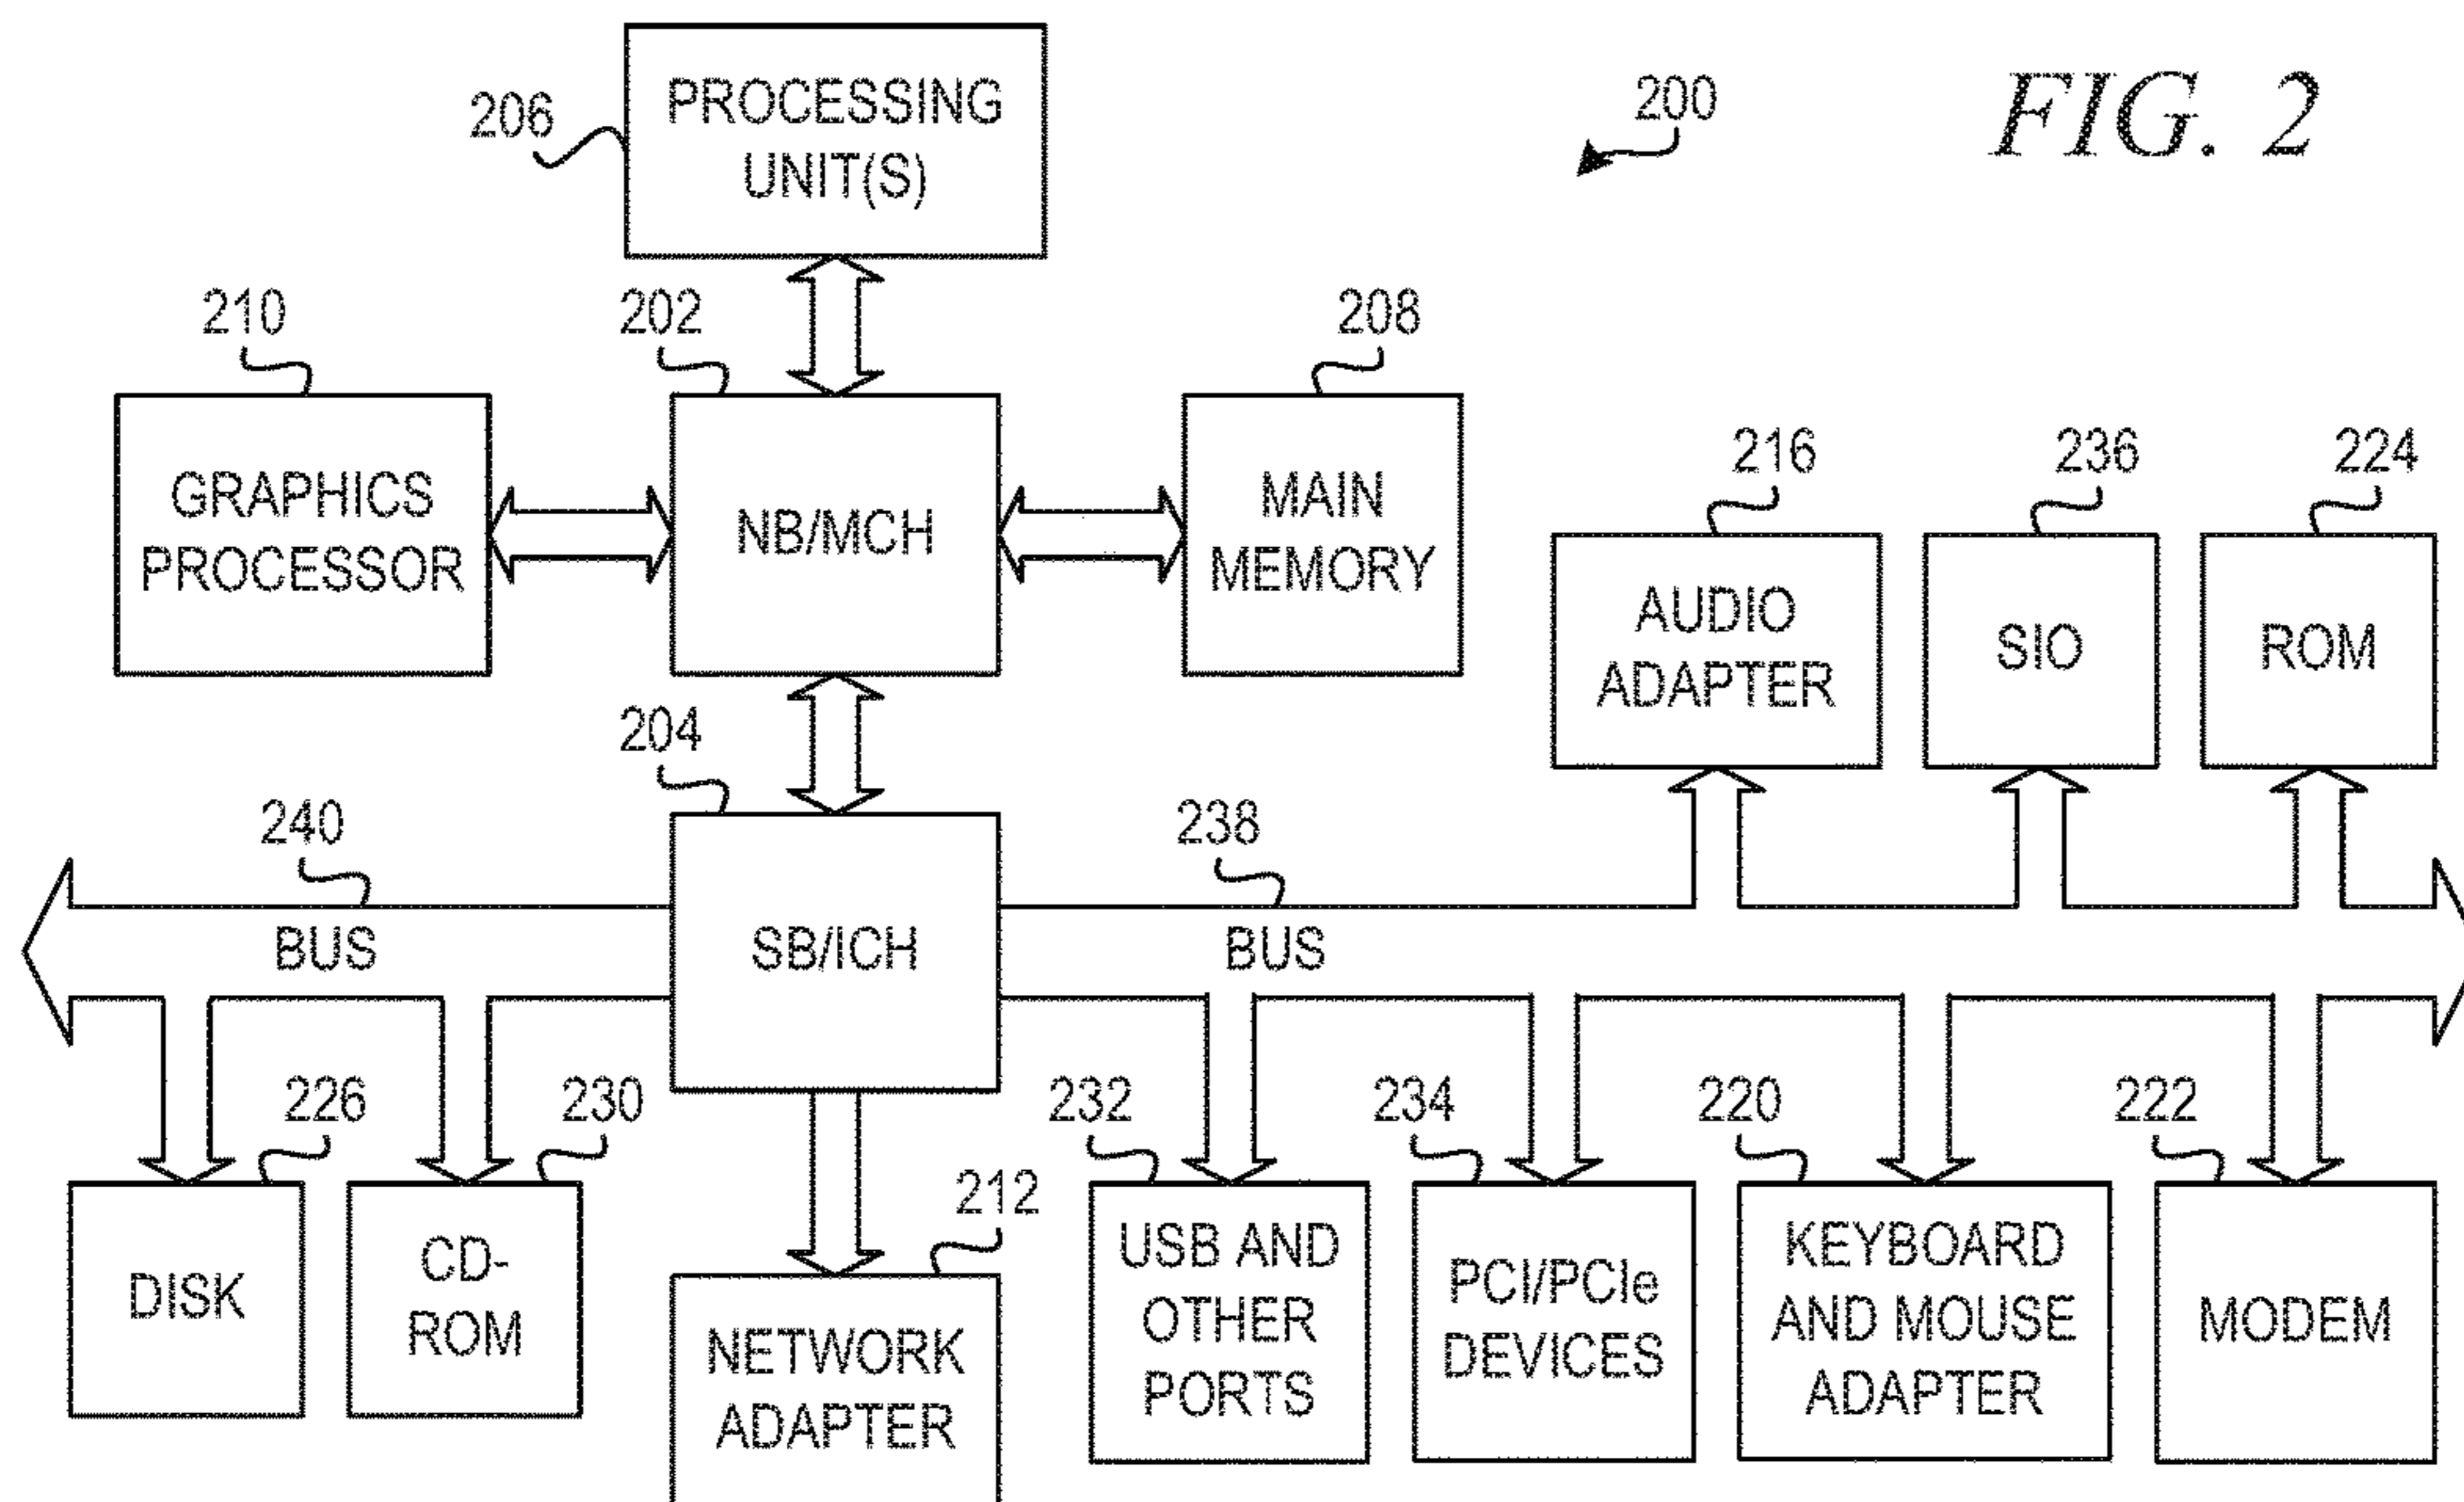 FIG. 2
200
206
PROCESSING
UNIT(S)
210
202
208
GRAPHICS
PROCESSOR
NB/MCH
MAIN
MEMORY
216
236
224
AUDIO
ADAPTER
SIO
ROM
204
240
238
BUS
SB/ICH
BUS
226
230
232
234
220
222
212
DISK
CD-
ROM
NETWORK
ADAPTER
USB AND
OTHER
PORTS
PCI/PCIe
DEVICES
KEYBOARD
AND MOUSE
ADAPTER
MODEM